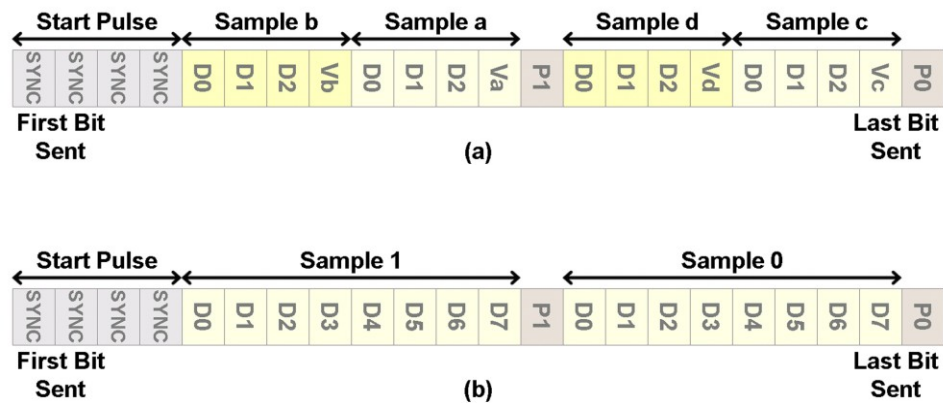 Start Pulse Sample b Sample a Sample d Sample c
SYNC SYNC SYNC SYNC D0 D1 D2 Vb D0 D1 D2 Va P1 D0 D1 D2 Vd D0 D1 D2 Vc P0
First Bit Last Bit
Sent (a) Sent
Start Pulse Sample 1 Sample 0
SYNC SYNC SYNC SYNC D0 D1 D2 D3 D4 D5 D6 D7 P1 D0 D1 D2 D3 D4 D5 D6 D7 P0
First Bit Last Bit
Sent (b) Sent